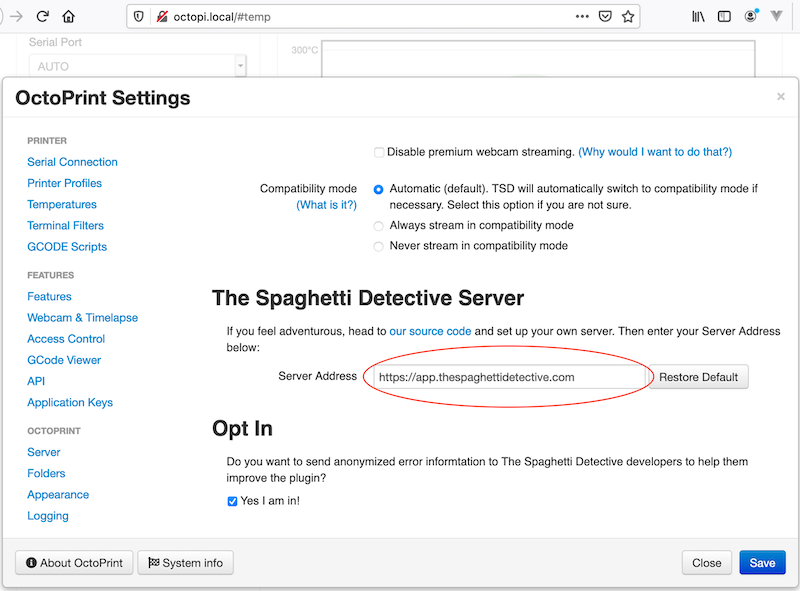 octopi.local/#temp
Serial Port
AUTO
300°C
OctoPrint Settings
×
PRINTER
Serial Connection
Printer Profiles
Temperatures
Terminal Filters
GCODE Scripts
FEATURES
Features
Webcam & Timelapse
Access Control
GCode Viewer
API
Application Keys
OCTOPRINT
Server
Folders
Appearance
Logging
Disable premium webcam streaming. (Why would I want to do that?)
Compatibility mode
(What is it?)
Automatic (default). TSD will automatically switch to compatibility mode if
necessary. Select this option if you are not sure.
Always stream in compatibility mode
Never stream in compatibility mode
The Spaghetti Detective Server
If you feel adventurous, head to our source code and set up your own server. Then enter your Server Address
below:
Server Address https://app.thespaghettidetective.com Restore Default
Opt In
Do you want to send anonymized error informtation to The Spaghetti Detective developers to help them
improve the plugin?
Yes I am in!
About OctoPrint System info Close Save